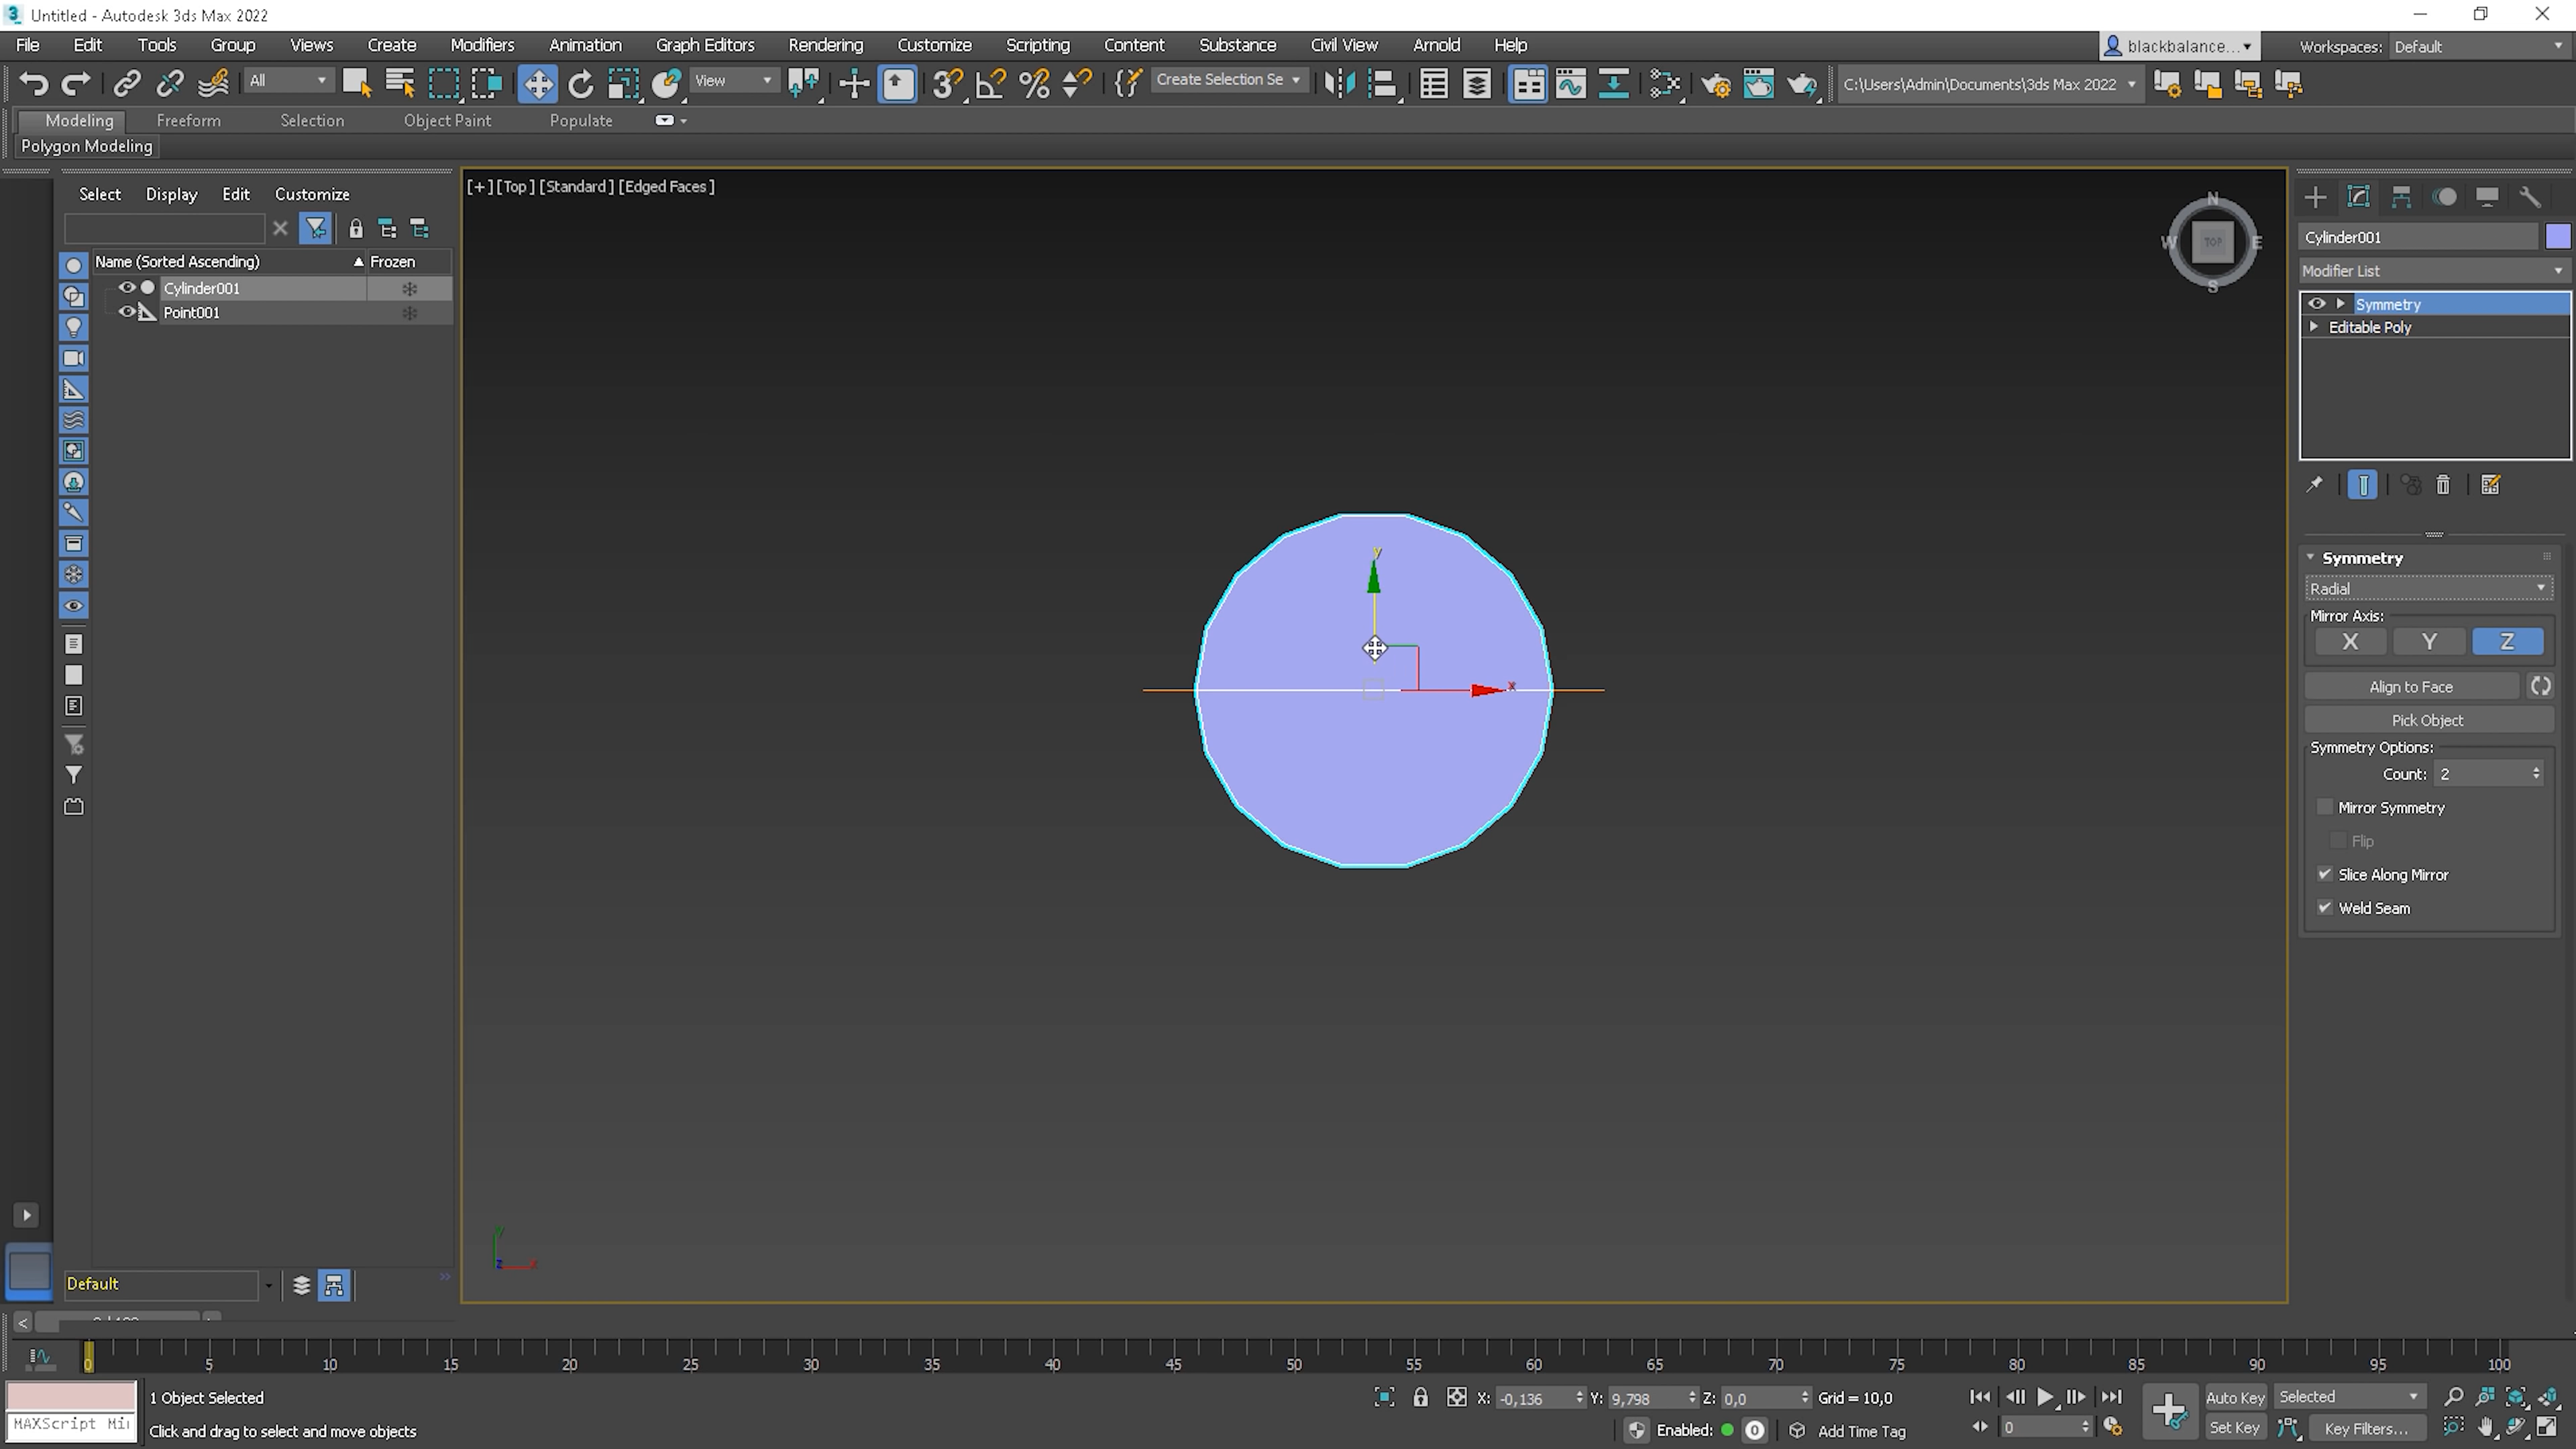 Untitled - Autodesk 3ds Max 2022
File Edit Tools Group Views Create Modifiers Animation Graph Editors Rendering Customize Scripting Content Substance Civil View Arnold Help
blackbalance... Workspaces: Default
All View Create Selection Se C:\Users\Admin\Documents\3ds Max 2022
Modeling Freeform Selection Object Paint Populate
Polygon Modeling
Select Display Edit Customize
[+] [Top] [Standard] [Edged Faces]
N
W TOP E
S
Name (Sorted Ascending) Frozen
Cylinder001
Point001
Cylinder001
Modifier List
Symmetry
Editable Poly
y
x
Symmetry
Radial
Mirror Axis:
X Y Z
Align to Face
Pick Object
Symmetry Options:
Count: 2
Mirror Symmetry
Flip
Slice Along Mirror
Weld Seam
y
z x
Default
0 5 10 15 20 25 30 35 40 45 50 55 60 65 70 75 80 85 90 95 100
1 Object Selected
X: -0,136 Y: 9,798 Z: 0,0 Grid = 10,0
Auto Key Selected
MAXScript Mi
Click and drag to select and move objects
Enabled: 0 Add Time Tag
0
Set Key Key Filters...